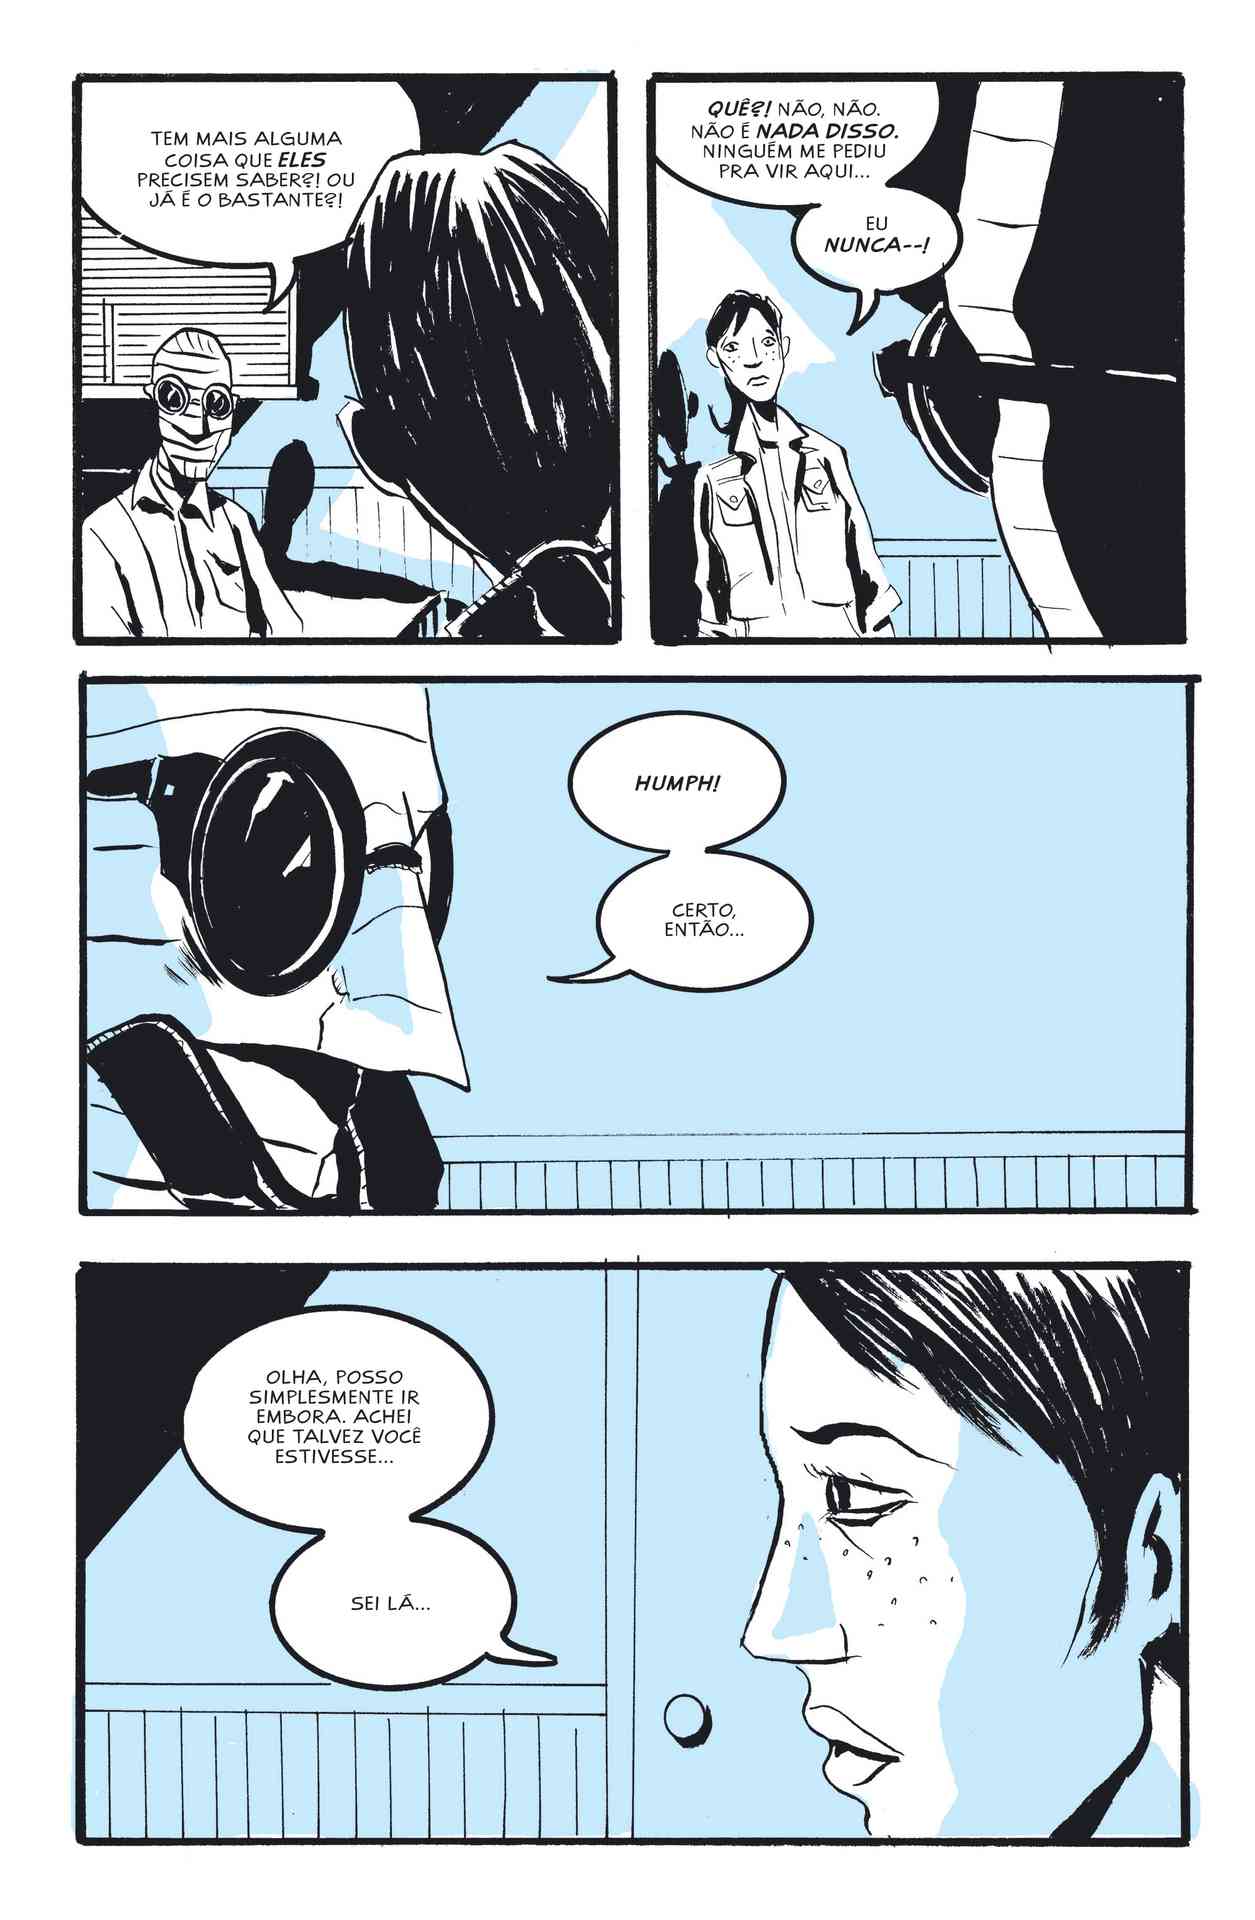 TEM MAIS ALGUMA
COISA QUE ELES
PRECISEM SABER?! OU
JÁ É O BASTANTE?!
QUÊ?! NÃO, NÃO.
NÃO É NADA DISSO.
NINGUÉM ME PEDIU
PRA VIR AQUI...
EU
NUNCA--!
HUMPH!
CERTO,
ENTÃO...
OLHA, POSSO
SIMPLESMENTE IR
EMBORA. ACHEI
QUE TALVEZ VOCÊ
ESTIVESSE...
SEI LÁ...